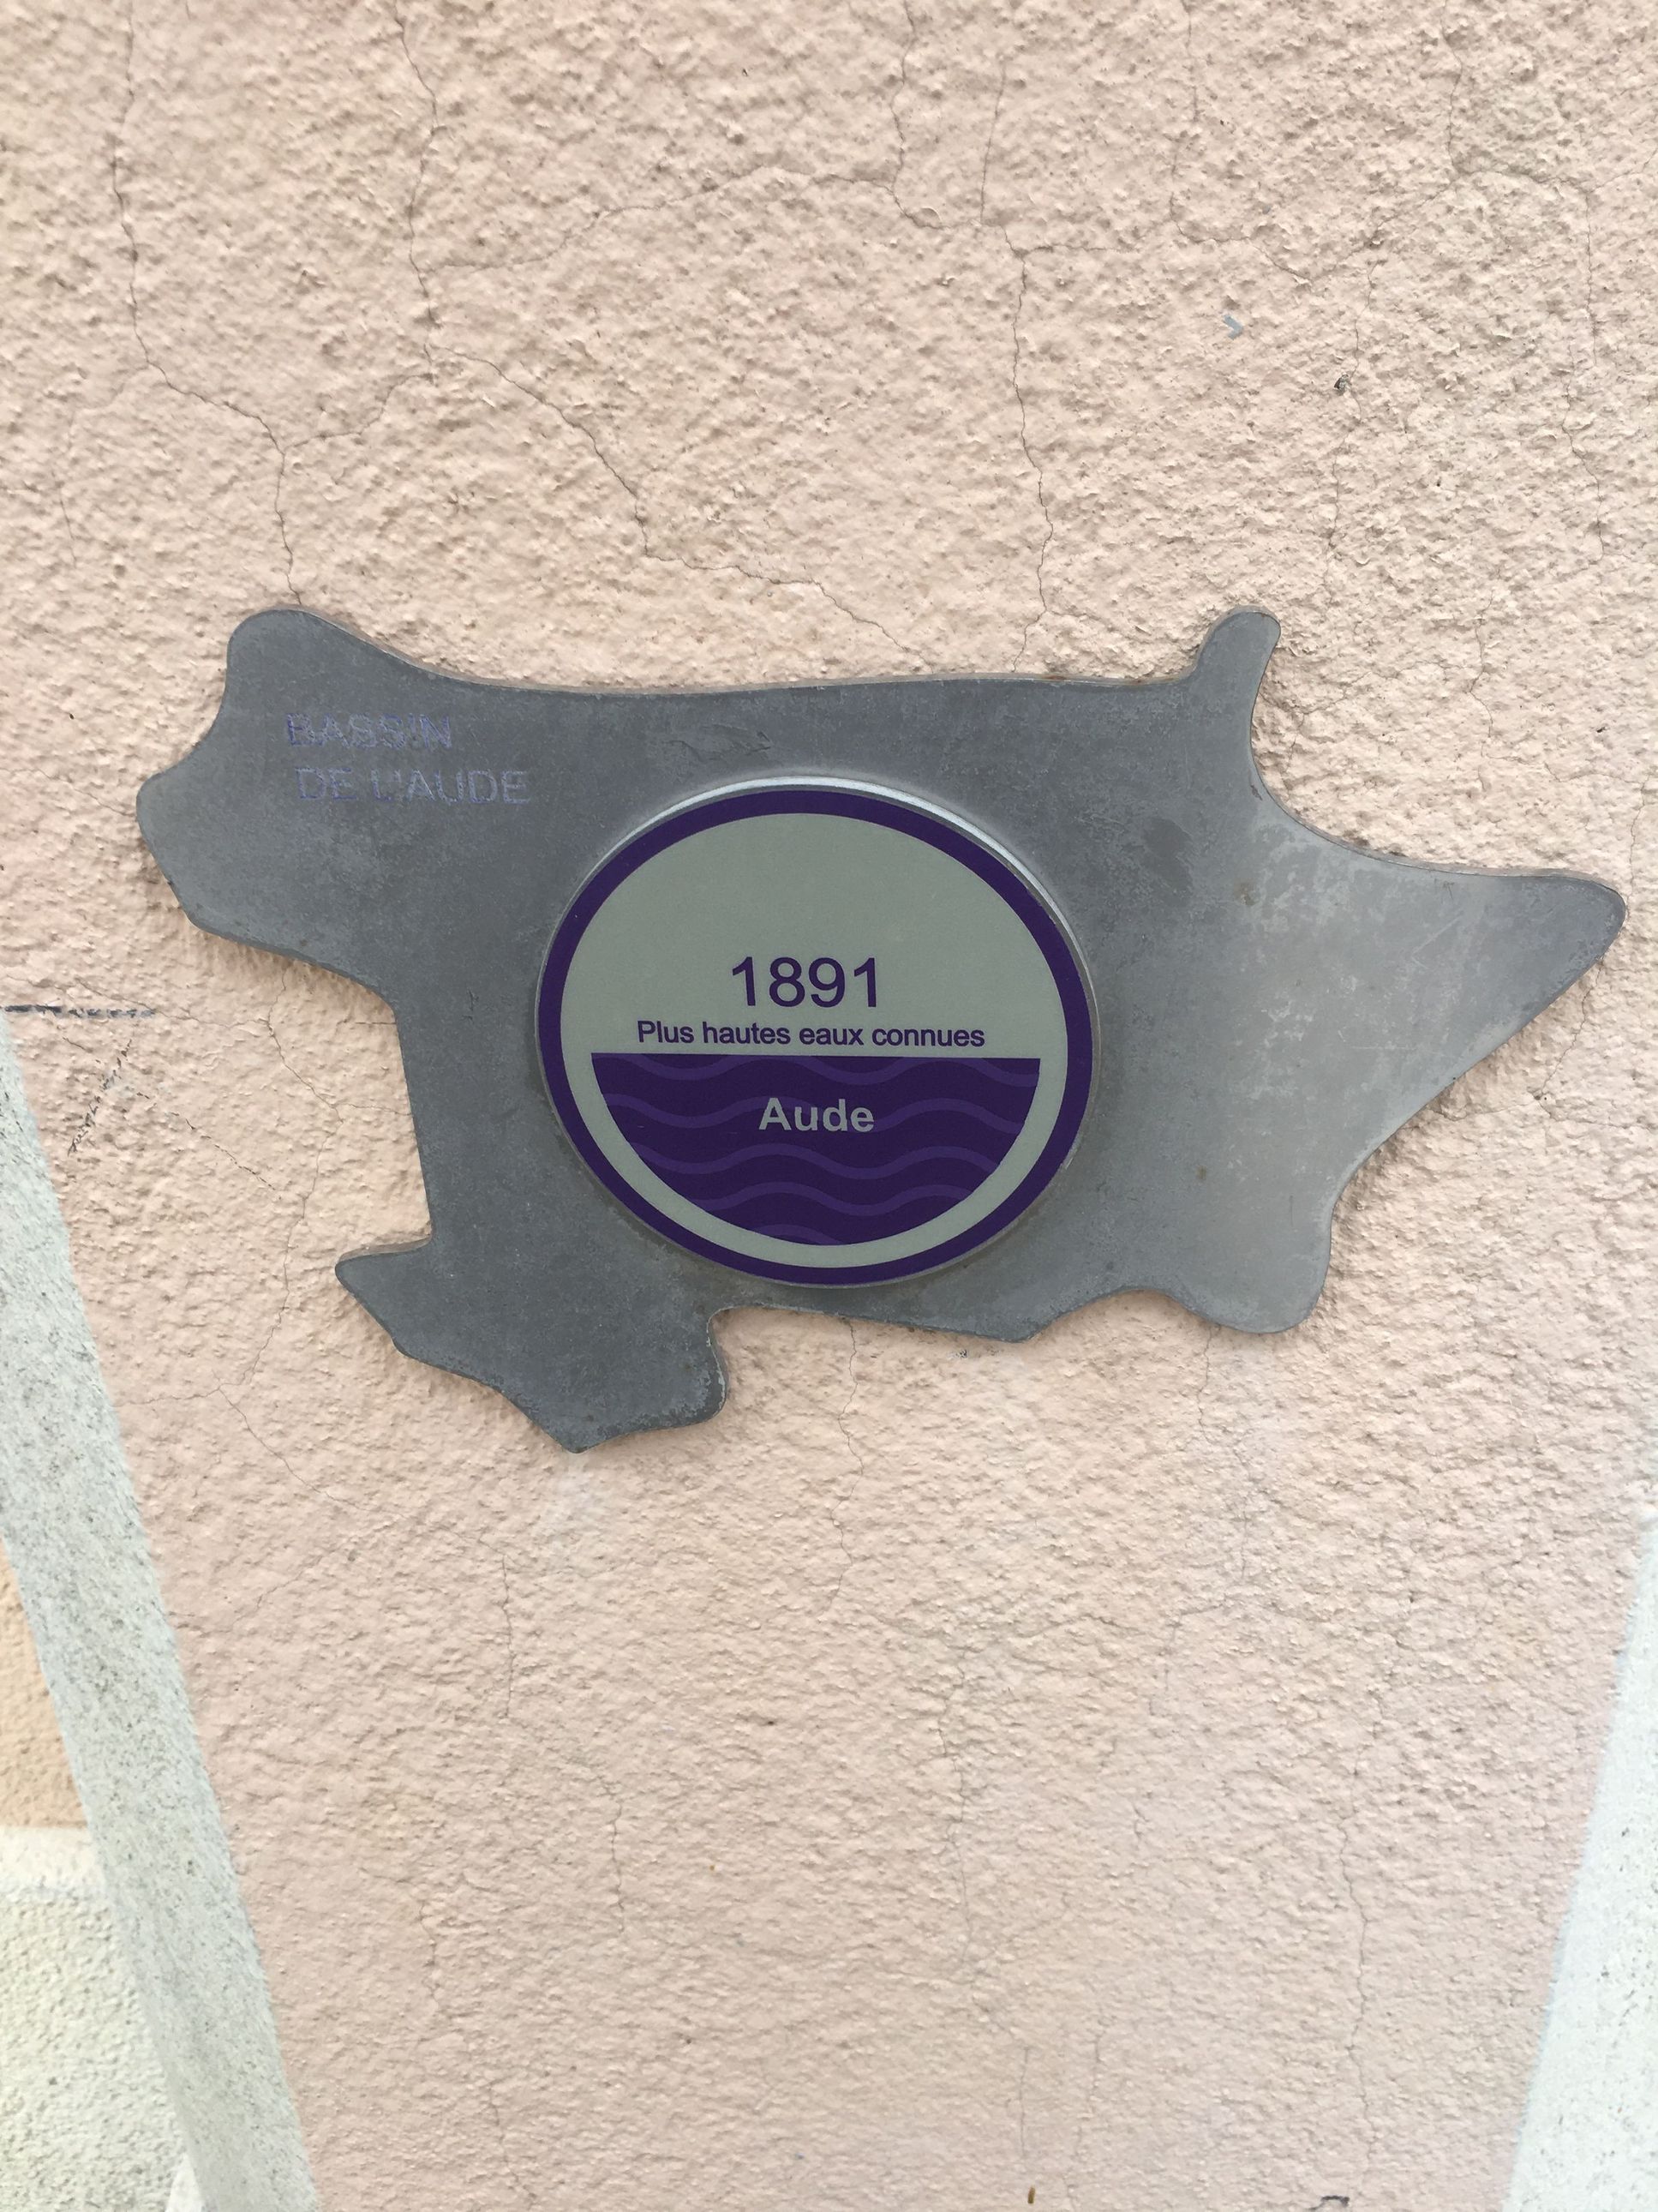 BASSIN
DE L'AUDE
1891
Plus hautes eaux connues
Aude